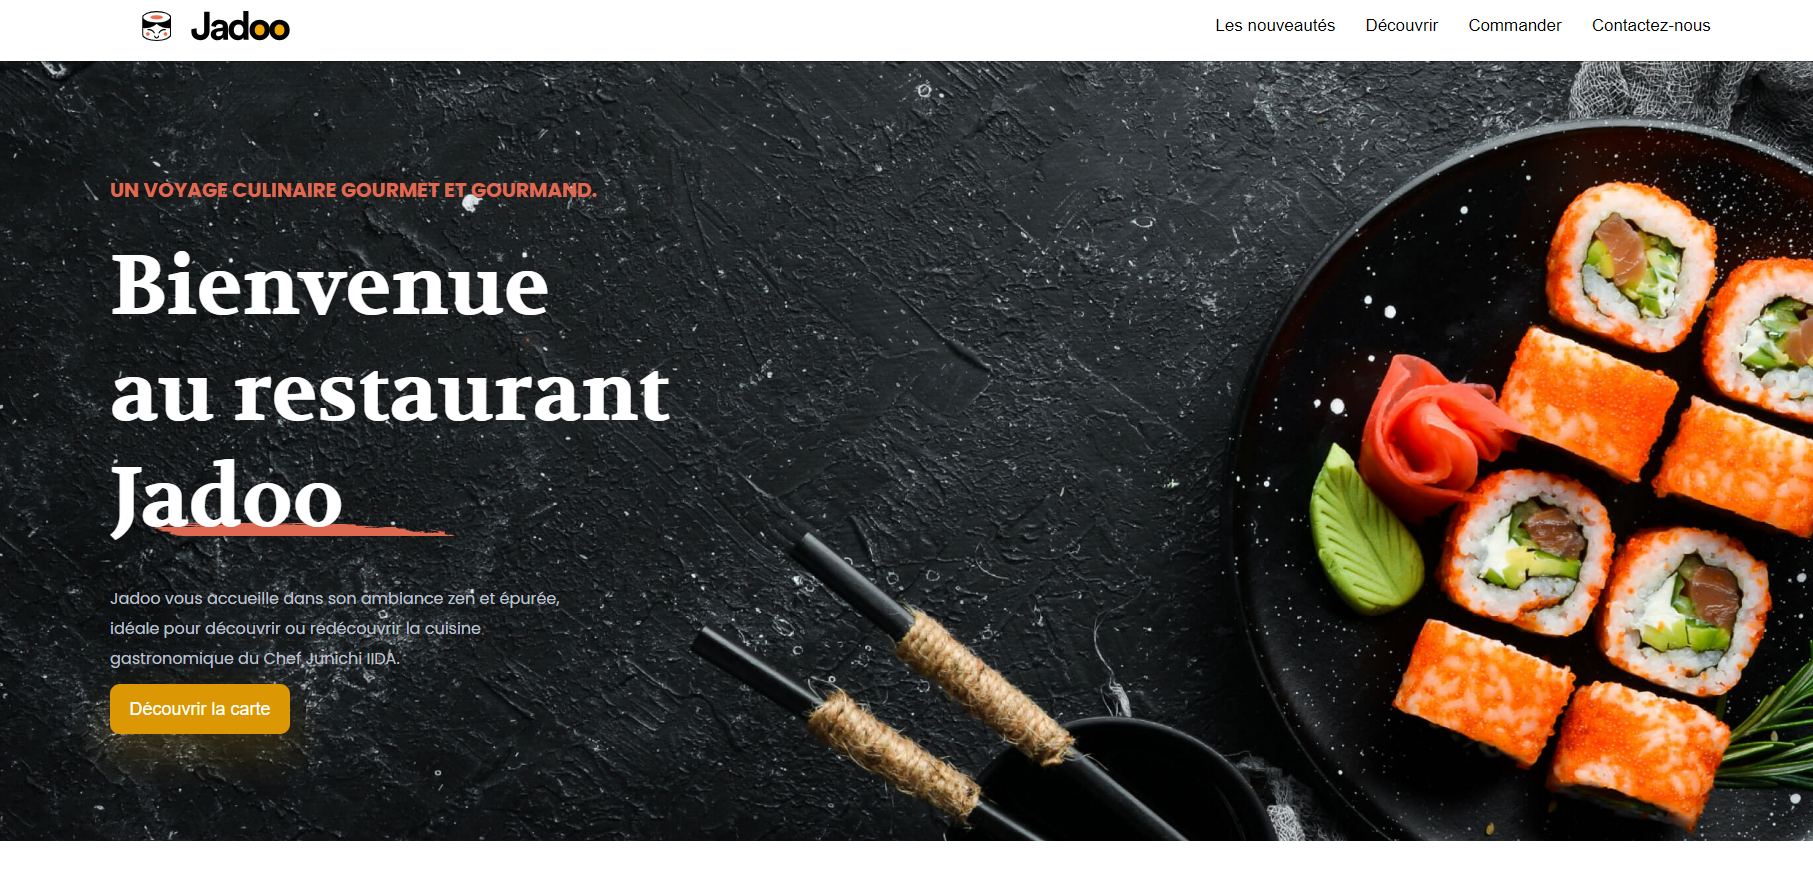 Jadoo
Les nouveautés
Découvrir
Commander
Contactez-nous
UN VOYAGE CULINAIRE GOURMET ET GOURMAND.
Bienvenue
au restaurant
Jadoo
Jadoo vous accueille dans son ambiance zen et épurée,
idéale pour découvrir ou redécouvrir la cuisine
gastronomique du Chef Junichi IIDA.
Découvrir la carte